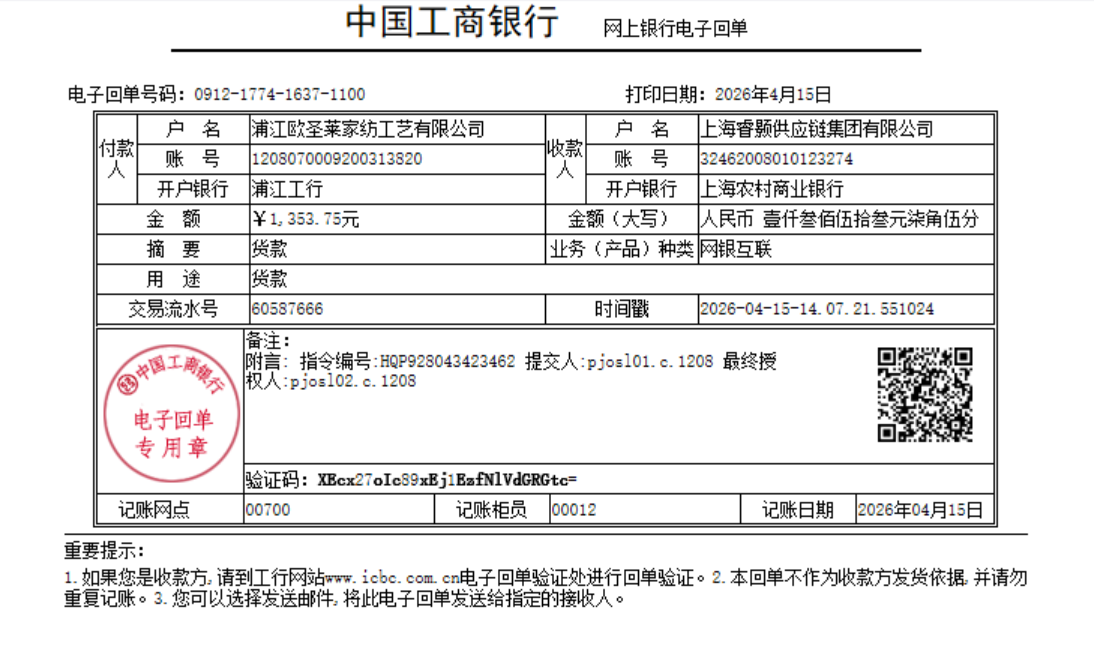 中国工商银行 网上银行电子回单
电子回单号码：0912-1774-1637-1100 打印日期：2026年4月15日
付款人 户 名 浦江欧圣莱家纺工艺有限公司 收款人 户 名 上海睿颢供应链集团有限公司
账 号 1208070009200313820 账 号 32462008010123274
开户银行 浦江工行 开户银行 上海农村商业银行
金 额 ￥1,353.75元 金额（大写） 人民币 壹仟叁佰伍拾叁元柒角伍分
摘 要 货款 业务（产品）种类 网银互联
用 途 货款
交易流水号 60587666 时间戳 2026-04-15-14.07.21.551024
备注：
附言: 指令编号:HQP928043423462 提交人:pjosl01.c.1208 最终授
权人:pjosl02.c.1208
中国工商银行
电子回单
专用章
验证码：XEcx27oIc89xEj1EzfNlVdGRGtc=
记账网点 00700 记账柜员 00012 记账日期 2026年04月15日
重要提示：
1.如果您是收款方,请到工行网站www.icbc.com.cn电子回单验证处进行回单验证。2.本回单不作为收款方发货依据,并请勿
重复记账。3.您可以选择发送邮件,将此电子回单发送给指定的接收人。